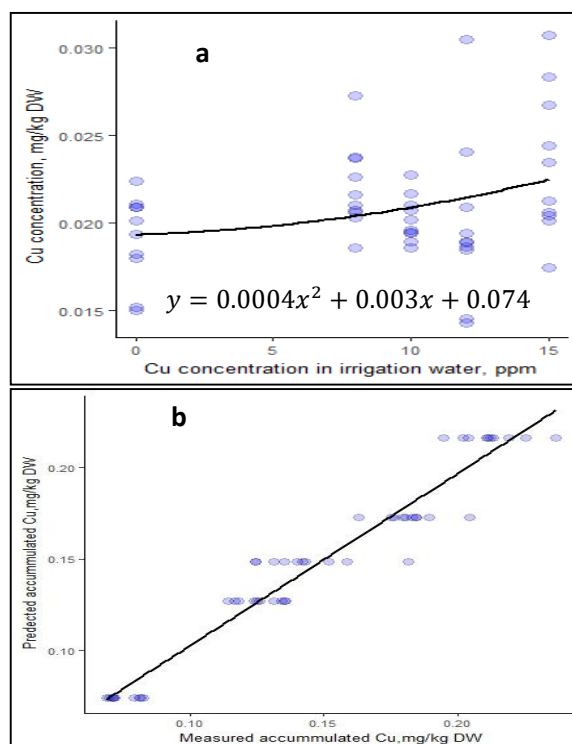 a
0.030
0.025
0.020
0.015
Cu concentration, mg/kg DW
y = 0.0004x² + 0.003x + 0.074
0 5 10 15
Cu concentration in irrigation water, ppm
b
0.20
0.15
0.10
Predected accummulated Cu,mg/kg DW
0.10 0.15 0.20
Measured accummulated Cu,mg/kg DW